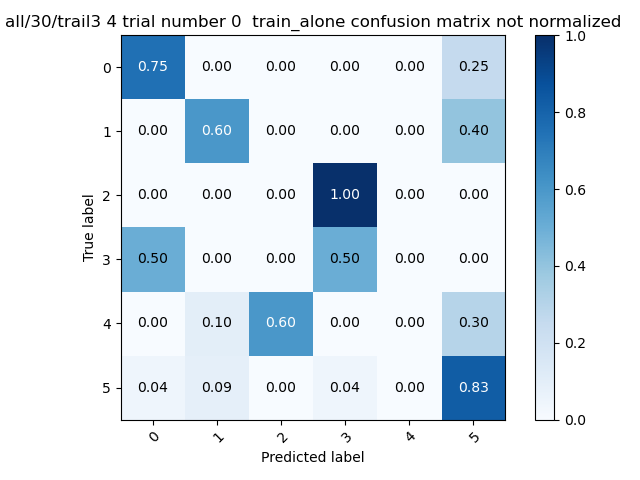 all/30/trail3 4 trial number 0  train_alone confusion matrix not normalized
True label
0 0.75 0.00 0.00 0.00 0.00 0.25
1 0.00 0.60 0.00 0.00 0.00 0.40
2 0.00 0.00 0.00 1.00 0.00 0.00
3 0.50 0.00 0.00 0.50 0.00 0.00
4 0.00 0.10 0.60 0.00 0.00 0.30
5 0.04 0.09 0.00 0.04 0.00 0.83
0 1 2 3 4 5
Predicted label
1.0
0.8
0.6
0.4
0.2
0.0